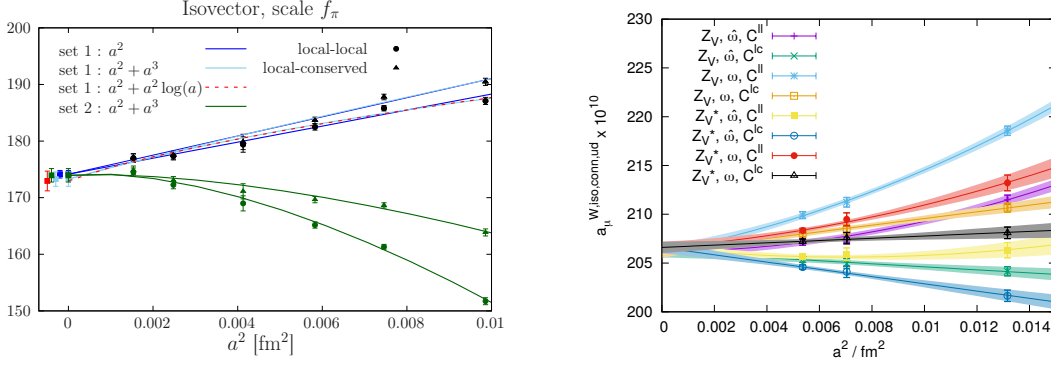 Isovector, scale f_π
200
190
180
170
160
150
set 1 : a²
set 1 : a² + a³
set 1 : a² + a² log(a)
set 2 : a² + a³
local-local
local-conserved
0
0.002
0.004
0.006
0.008
0.01
a² [fm²]
a_μ^{W,iso,conn,ud} x 10^{10}
225
220
215
210
205
200
Z_V, ω̂, C^{ll}
Z_V, ω̂, C^{lc}
Z_V, ω, C^{ll}
Z_V, ω, C^{lc}
Z_V*, ω̂, C^{ll}
Z_V*, ω̂, C^{lc}
Z_V*, ω, C^{ll}
Z_V*, ω, C^{lc}
0
0.002
0.004
0.006
0.008
0.01
0.012
0.014
a² / fm²